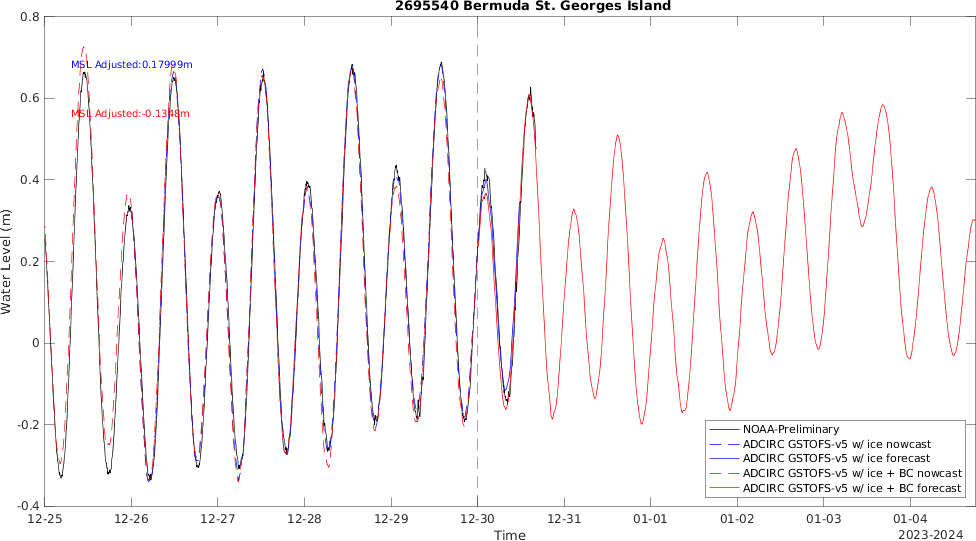 2695540 Bermuda St. Georges Island
0.8
0.6
0.4
0.2
0
-0.2
-0.4
Water Level (m)
MSL Adjusted:0.17999m
MSL Adjusted:-0.1348m
NOAA-Preliminary
ADCIRC GSTOFS-v5 w/ ice nowcast
ADCIRC GSTOFS-v5 w/ ice forecast
ADCIRC GSTOFS-v5 w/ ice + BC nowcast
ADCIRC GSTOFS-v5 w/ ice + BC forecast
12-25 12-26 12-27 12-28 12-29 12-30 12-31 01-01 01-02 01-03 01-04
Time
2023-2024